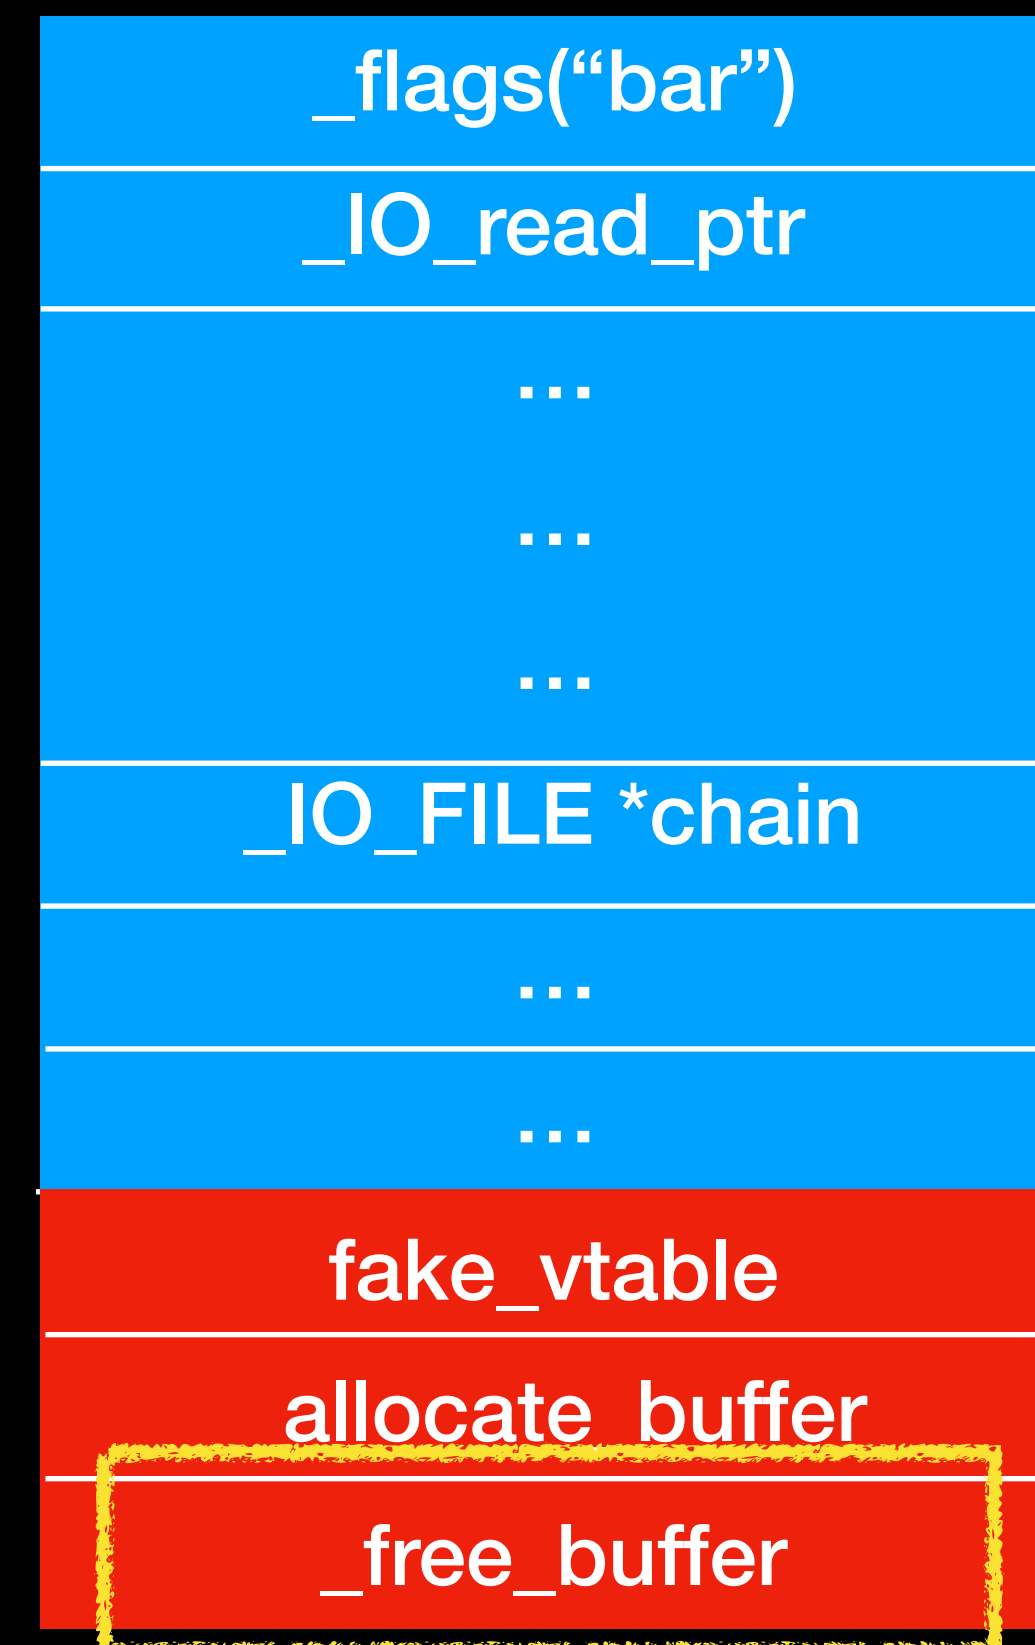 _flags(“bar”)
_IO_read_ptr
...
...
...
_IO_FILE *chain
...
...
fake_vtable
allocate_buffer
_free_buffer